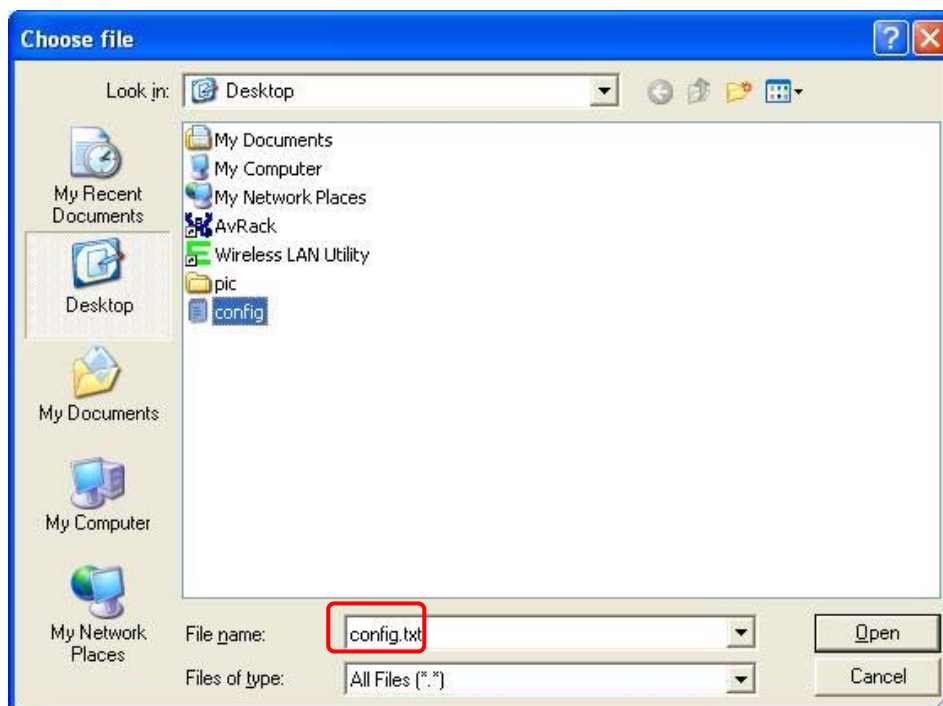 Choose file
Look in:
Desktop
My Recent
Documents
Desktop
My Documents
My Computer
My Network
Places
My Documents
My Computer
My Network Places
AvRack
Wireless LAN Utility
pic
config
File name:
config.txt
Open
Files of type:
All Files (*.*)
Cancel